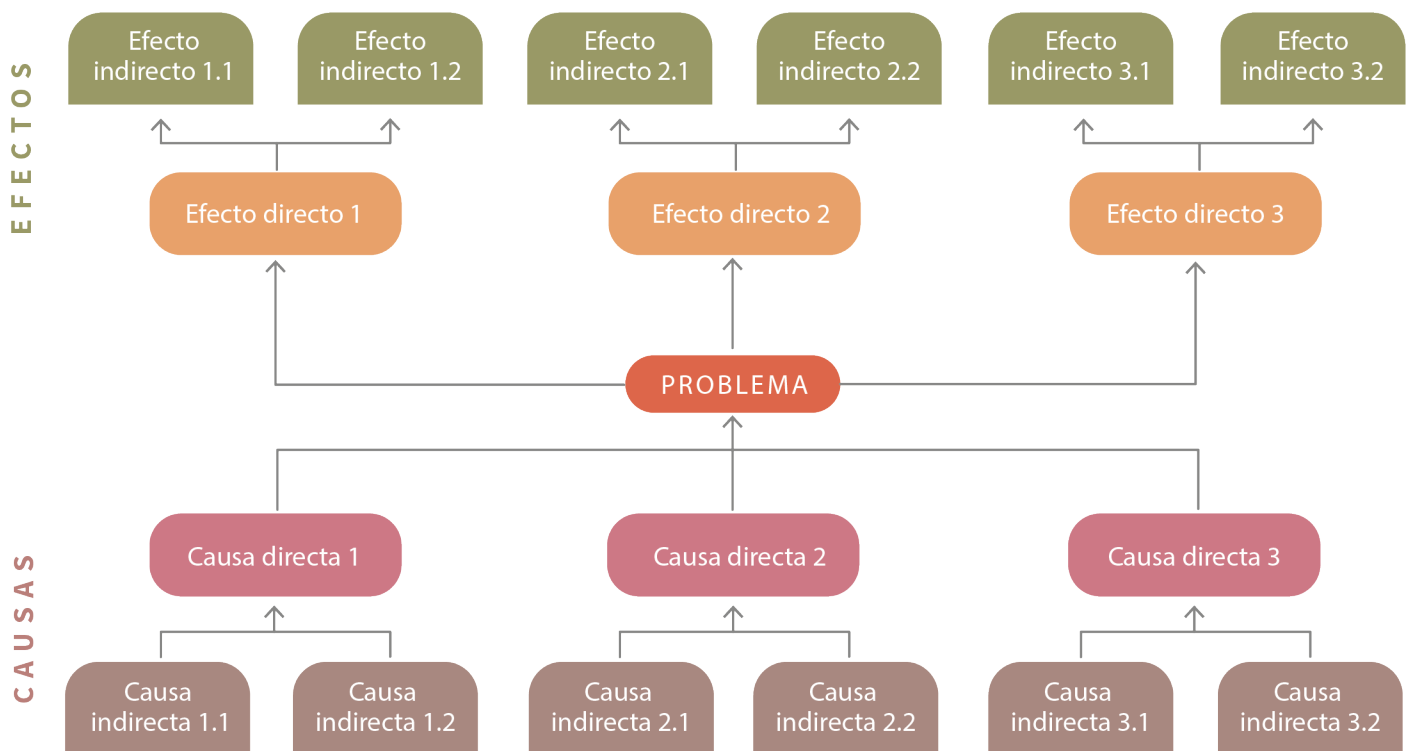 EFECTOS
Efecto
indirecto 1.1
Efecto
indirecto 1.2
Efecto
indirecto 2.1
Efecto
indirecto 2.2
Efecto
indirecto 3.1
Efecto
indirecto 3.2
Efecto directo 1
Efecto directo 2
Efecto directo 3
PROBLEMA
CAUSAS
Causa directa 1
Causa directa 2
Causa directa 3
Causa
indirecta 1.1
Causa
indirecta 1.2
Causa
indirecta 2.1
Causa
indirecta 2.2
Causa
indirecta 3.1
Causa
indirecta 3.2